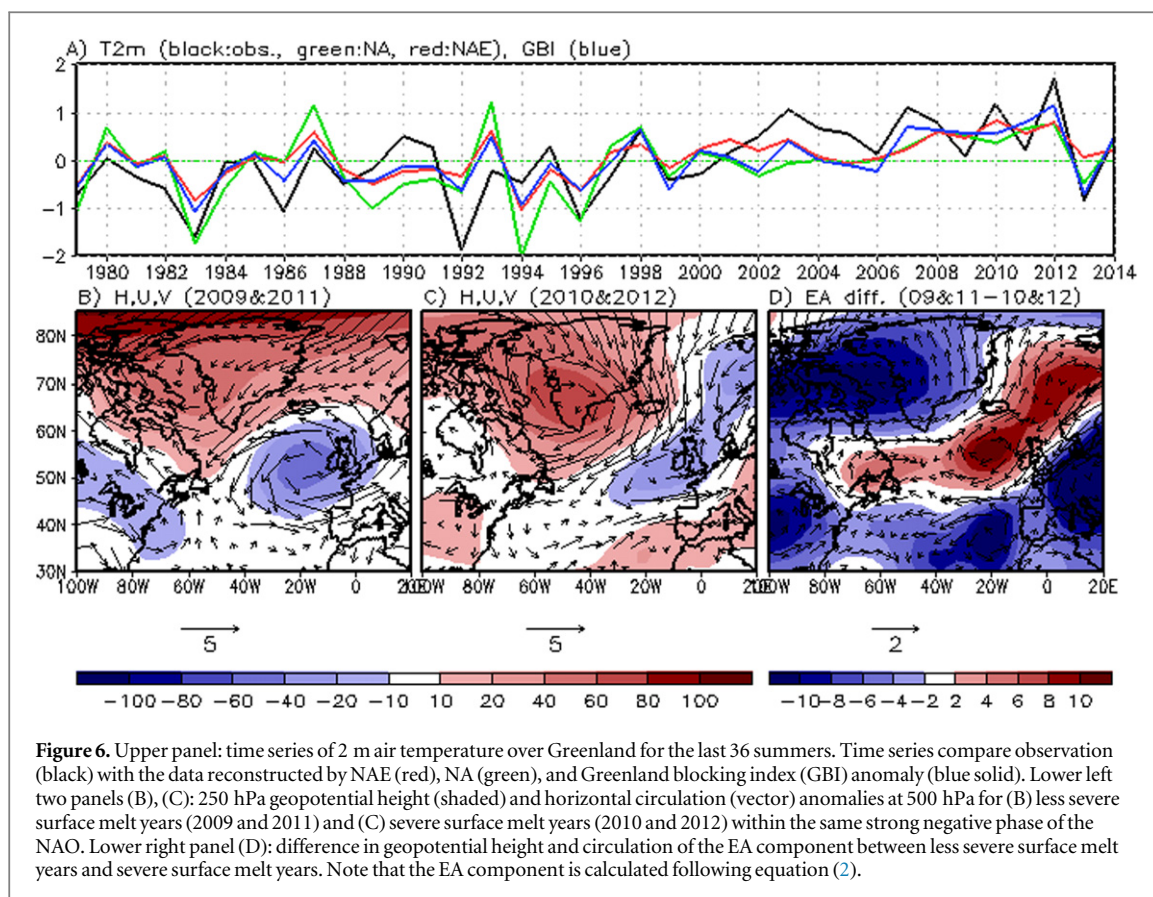 A) T2m (black:obs., green:NA, red:NAE), GBI (blue)
2
1
0
−1
−2
1980 1982 1984 1986 1988 1990 1992 1994 1996 1998 2000 2002 2004 2006 2008 2010 2012 2014
B) H,U,V (2009&2011) C) H,U,V (2010&2012) D) EA diff. (09&11−10&12)
80N
70N
60N
50N
40N
30N
100W 80W 60W 40W 20W 0 80W 60W 40W 20W 0 80W 60W 40W 20W 0 20E
5 5 2
−100 −80 −60 −40 −20 −10 10 20 40 60 80 100 −10 −8 −6 −4 −2 2 4 6 8 10
Figure 6. Upper panel: time series of 2 m air temperature over Greenland for the last 36 summers. Time series compare observation
(black) with the data reconstructed by NAE (red), NA (green), and Greenland blocking index (GBI) anomaly (blue solid). Lower left
two panels (B), (C): 250 hPa geopotential height (shaded) and horizontal circulation (vector) anomalies at 500 hPa for (B) less severe
surface melt years (2009 and 2011) and (C) severe surface melt years (2010 and 2012) within the same strong negative phase of the
NAO. Lower right panel (D): difference in geopotential height and circulation of the EA component between less severe surface melt
years and severe surface melt years. Note that the EA component is calculated following equation (2).